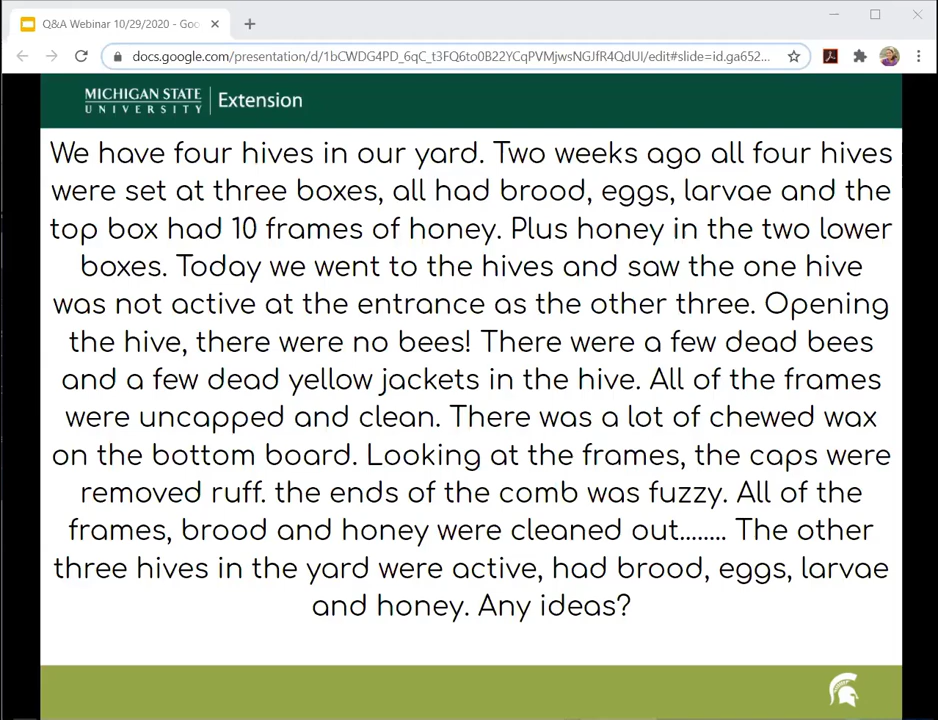 Q&A Webinar 10/29/2020 - Goo
docs.google.com/presentation/d/1bCWDG4PD_6qC_t3FQ6to0B22YCqPVMjwsNGJfR4QdUI/edit#slide=id.ga652...
MICHIGAN STATE
UNIVERSITY
Extension
We have four hives in our yard. Two weeks ago all four hives
were set at three boxes, all had brood, eggs, larvae and the
top box had 10 frames of honey. Plus honey in the two lower
boxes. Today we went to the hives and saw the one hive
was not active at the entrance as the other three. Opening
the hive, there were no bees! There were a few dead bees
and a few dead yellow jackets in the hive. All of the frames
were uncapped and clean. There was a lot of chewed wax
on the bottom board. Looking at the frames, the caps were
removed ruff. the ends of the comb was fuzzy. All of the
frames, brood and honey were cleaned out........ The other
three hives in the yard were active, had brood, eggs, larvae
and honey. Any ideas?